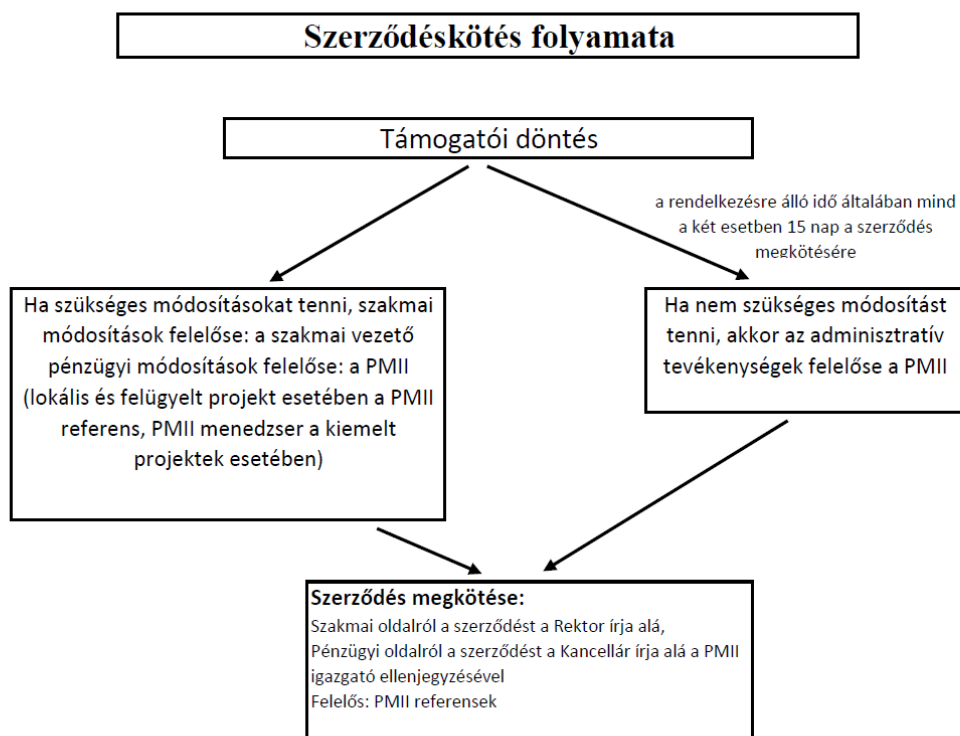 Szerződéskötés folyamata
Támogatói döntés
a rendelkezésre álló idő általában mind
a két esetben 15 nap a szerződés
megkötésére
Ha szükséges módosításokat tenni, szakmai
módosítások felelőse: a szakmai vezető
pénzügyi módosítások felelőse: a PMII
(lokális és felügyelt projekt esetében a PMII
referens, PMII menedzser a kiemelt
projektek esetében)
Ha nem szükséges módosítást
tenni, akkor az adminisztratív
tevékenységek felelőse a PMII
Szerződés megkötése:
Szakmai oldalról a szerződést a Rektor írja alá,
Pénzügyi oldalról a szerződést a Kancellár írja alá a PMII
igazgató ellenjegyzésével
Felelős: PMII referensek